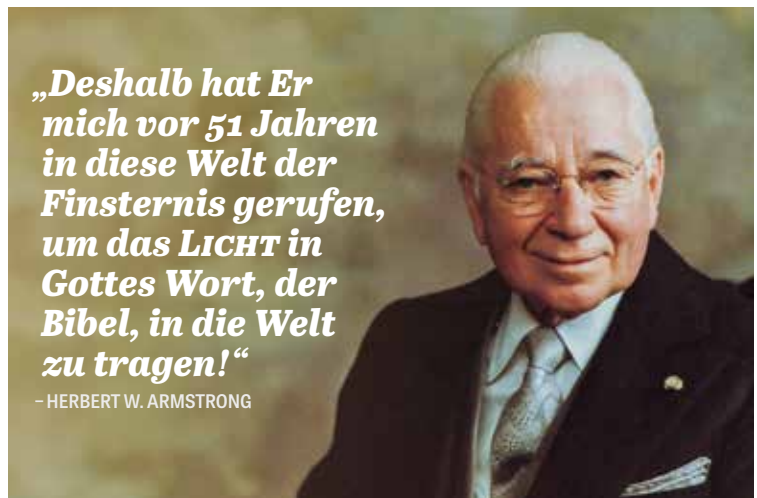 „Deshalb hat Er
mich vor 51 Jahren
in diese Welt der
Finsternis gerufen,
um das LICHT in
Gottes Wort, der
Bibel, in die Welt
zu tragen!“
– HERBERT W. ARMSTRONG